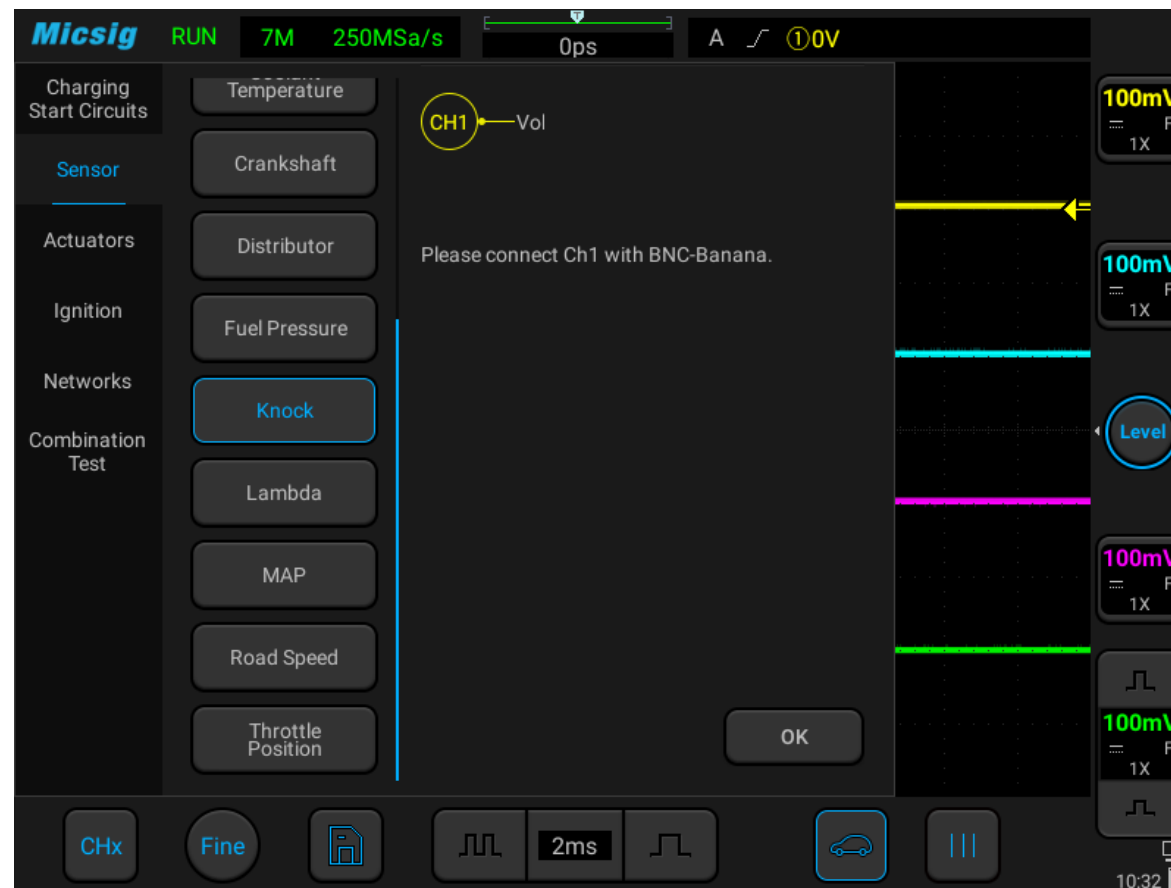 Micsig RUN 7M 250MSa/s T 0ps A ①0V
Charging
Start Circuits
Sensor
Actuators
Ignition
Networks
Combination
Test
Temperature
Crankshaft
Distributor
Fuel Pressure
Knock
Lambda
MAP
Road Speed
Throttle
Position
CH1 Vol
Please connect Ch1 with BNC-Banana.
OK
100mV
F
1X
100mV
F
1X
Level
100mV
F
1X
100mV
F
1X
CHx
Fine
2ms
10:32